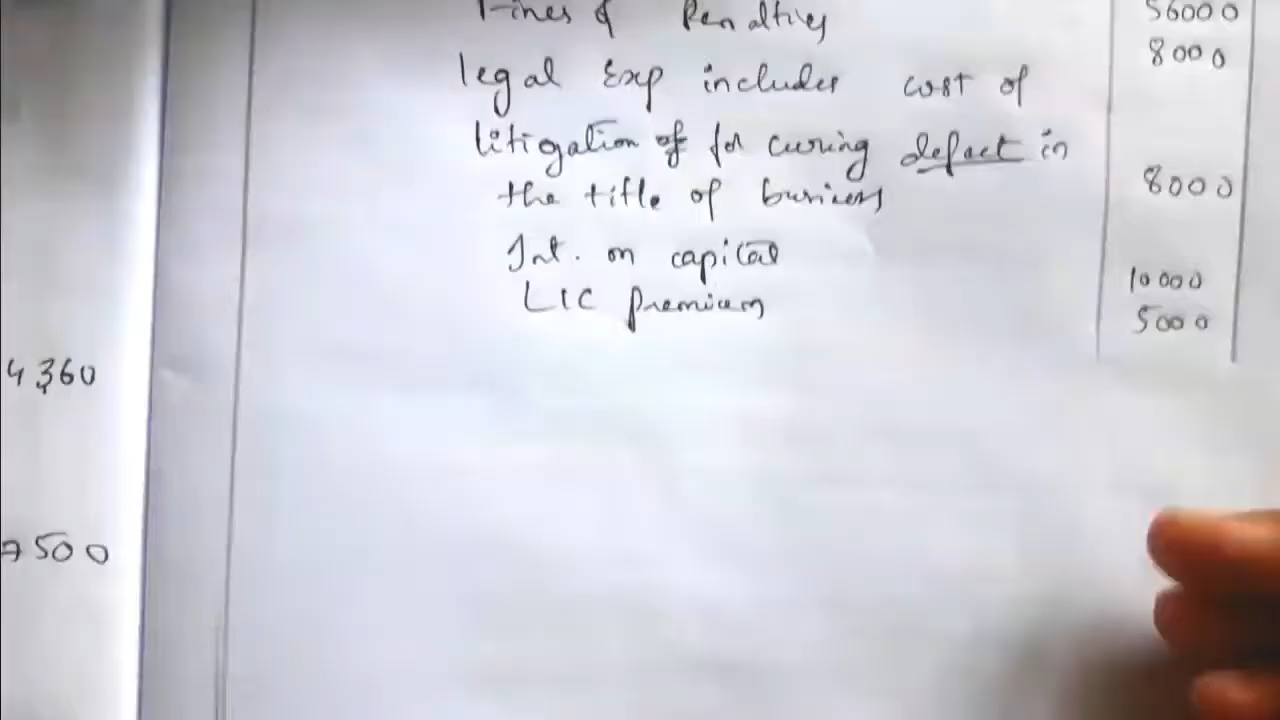 Fines & Penalties 56000
8000
legal Exp includes cost of
litigation of for curing defect in
the title of business 8000
Int. on capital 10000
LIC premium 5000
4360
7500